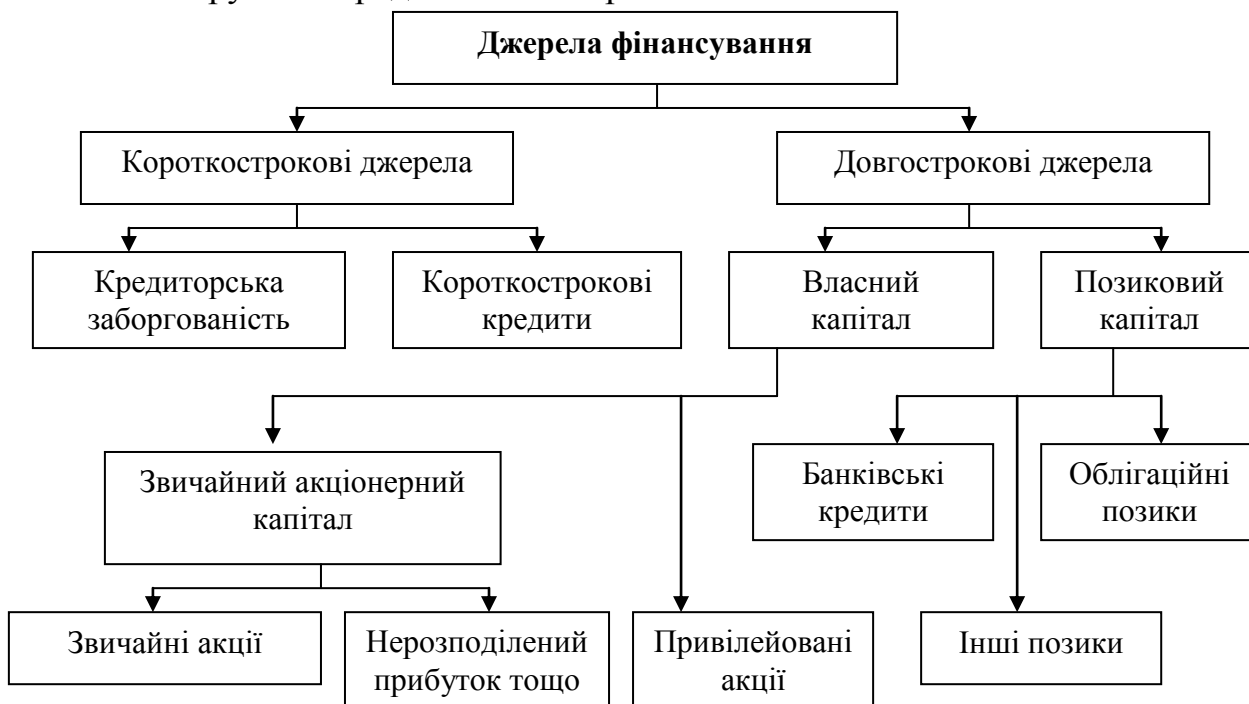 Джерела фінансування
Короткострокові джерела
Довгострокові джерела
Кредиторська
заборгованість
Короткострокові
кредити
Власний
капітал
Позиковий
капітал
Звичайний акціонерний
капітал
Банківські
кредити
Облігаційні
позики
Звичайні акції
Нерозподілений
прибуток тощо
Привілейовані
акції
Інші позики